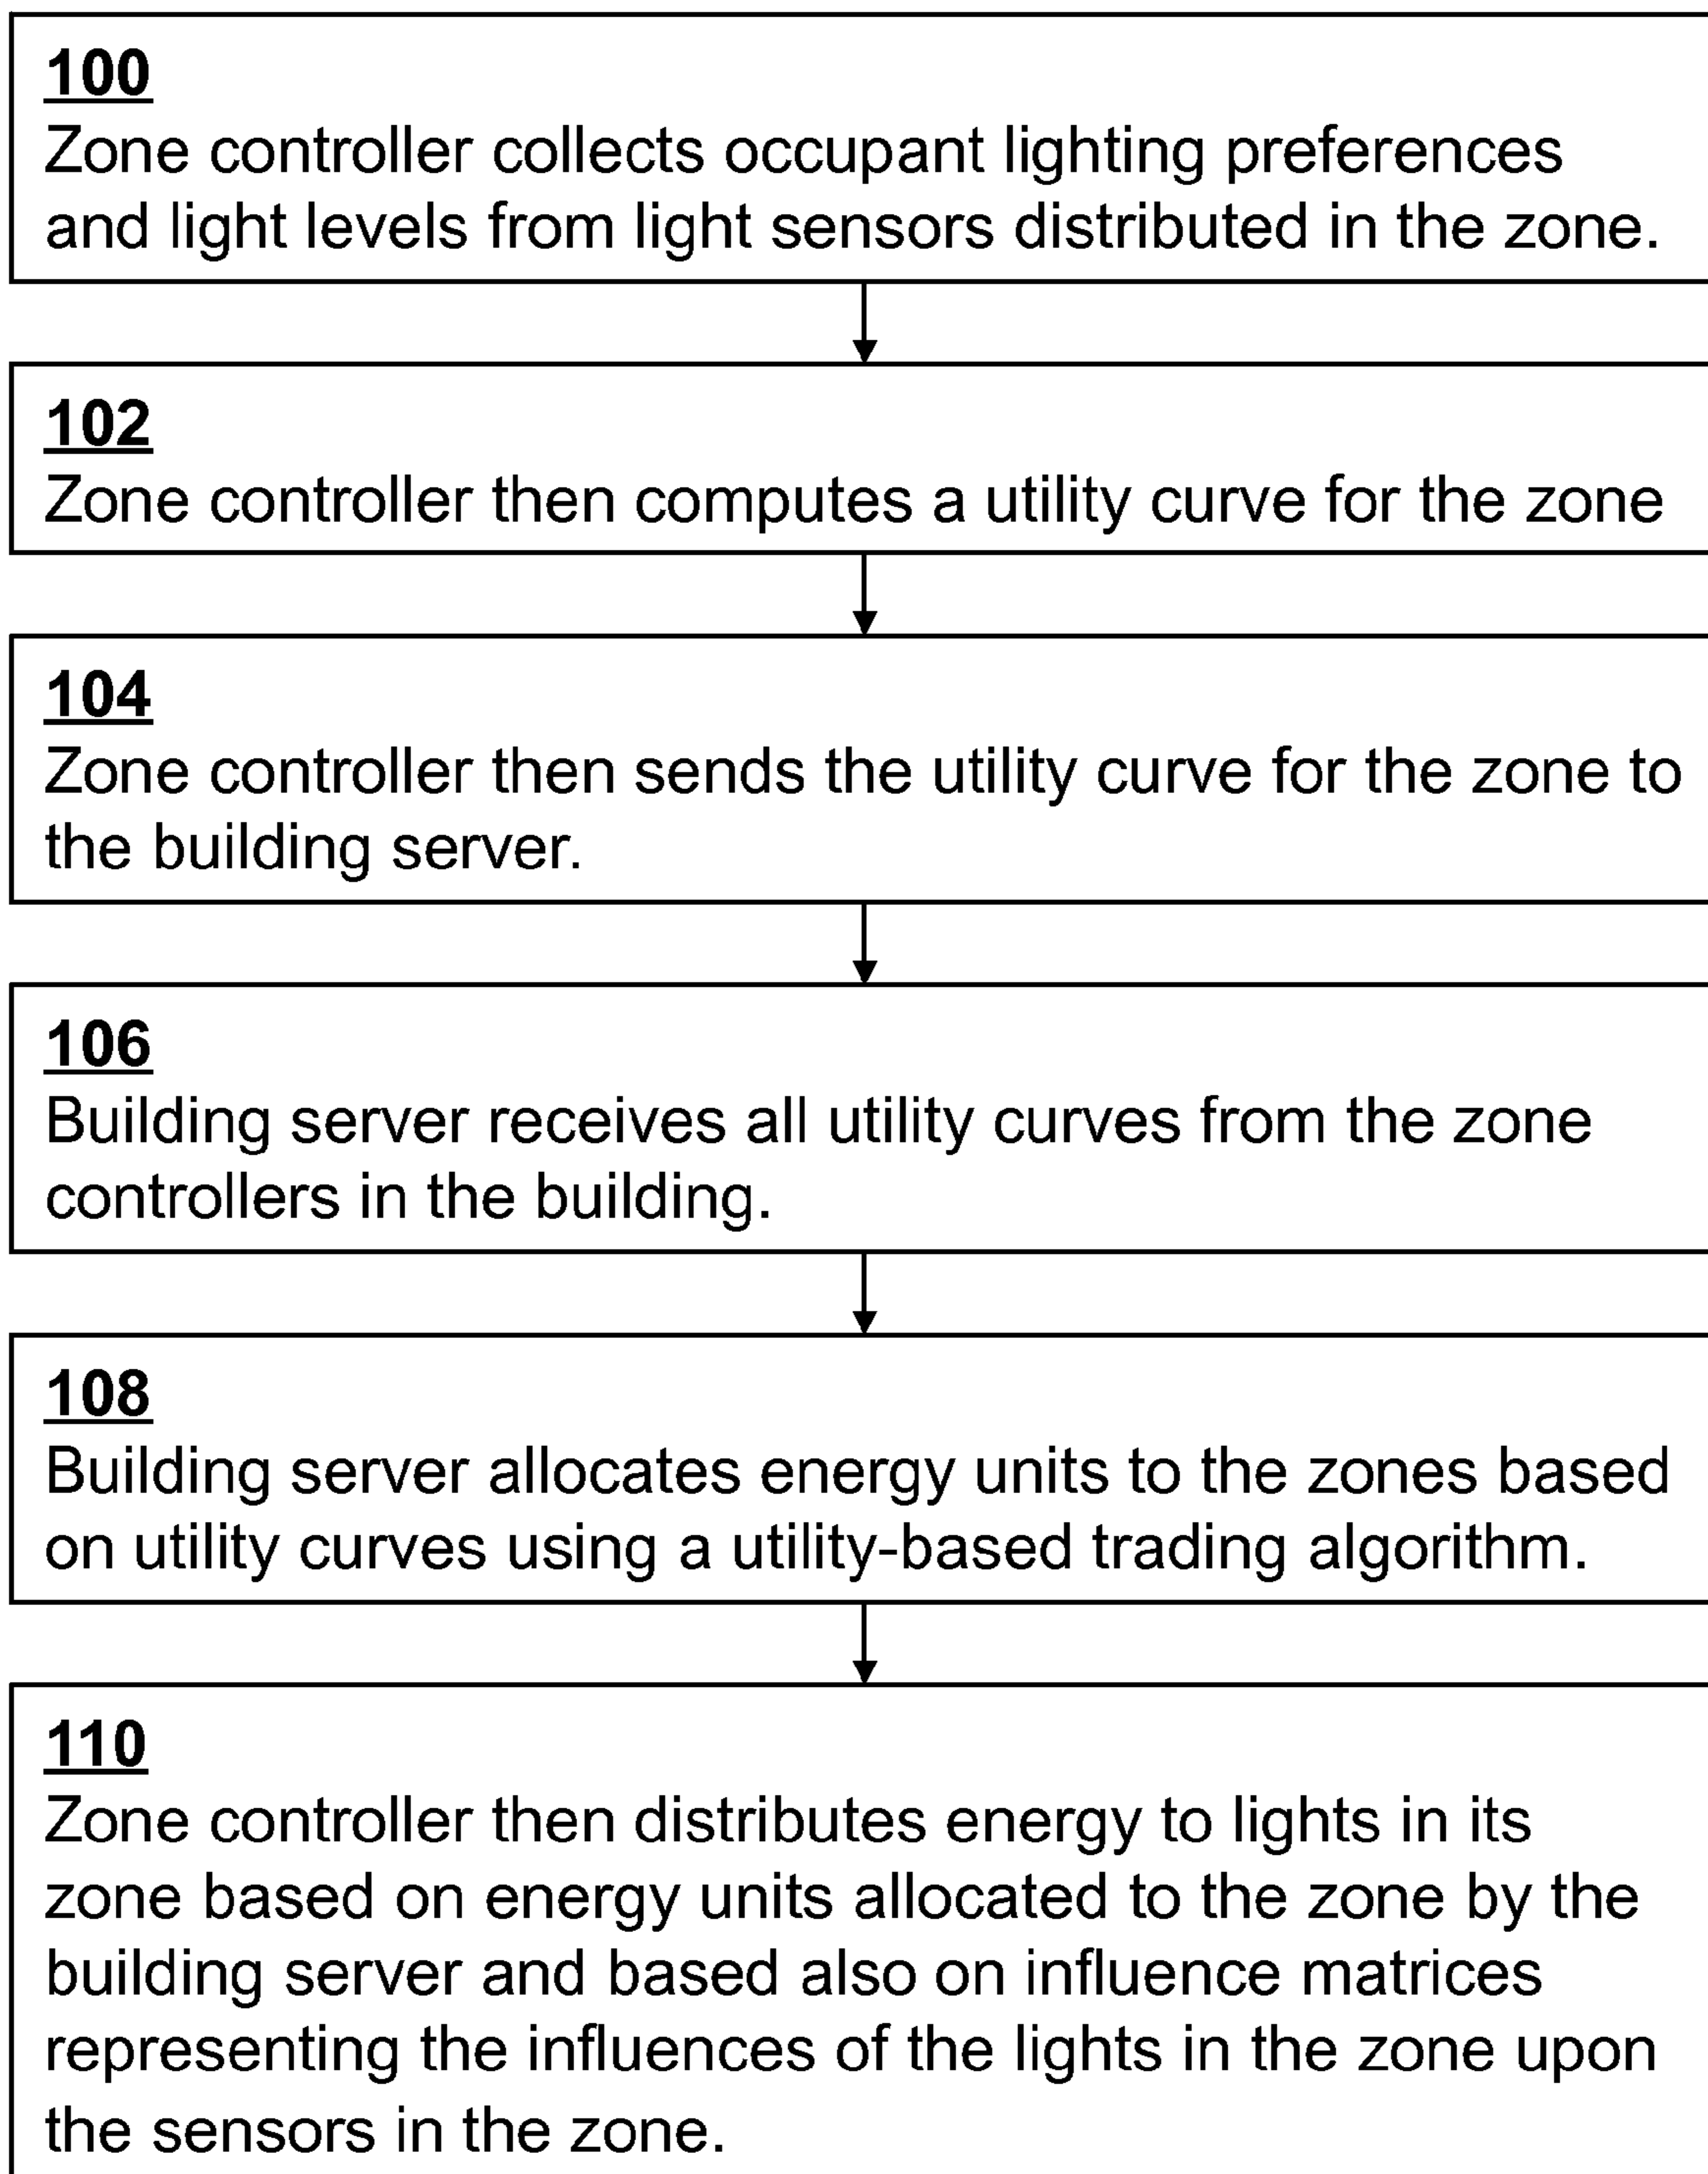 100
Zone controller collects occupant lighting preferences
and light levels from light sensors distributed in the zone.
102
Zone controller then computes a utility curve for the zone
104
Zone controller then sends the utility curve for the zone to
the building server.
106
Building server receives all utility curves from the zone
controllers in the building.
108
Building server allocates energy units to the zones based
on utility curves using a utility-based trading algorithm.
110
Zone controller then distributes energy to lights in its
zone based on energy units allocated to the zone by the
building server and based also on influence matrices
representing the influences of the lights in the zone upon
the sensors in the zone.